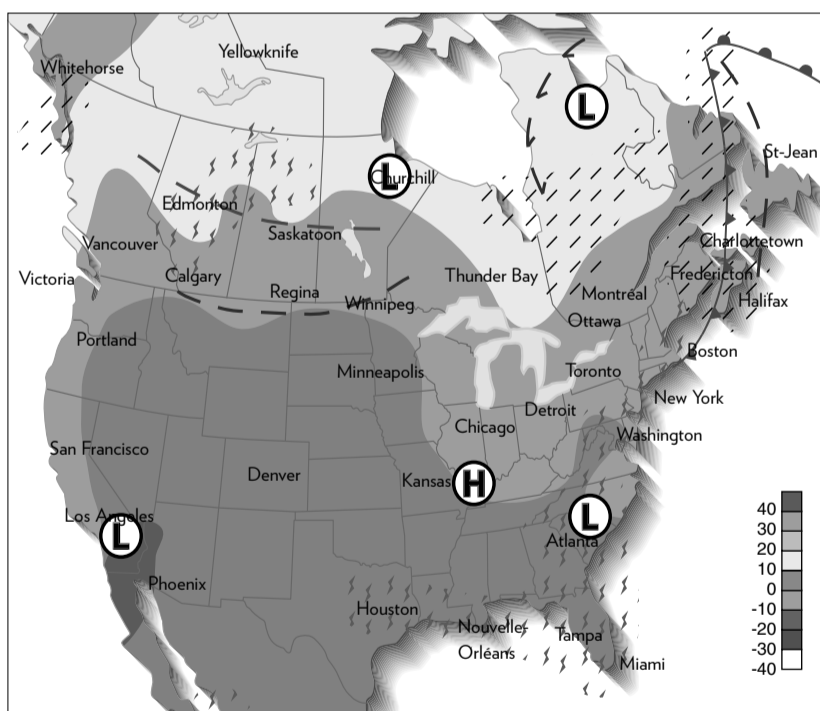 Yellowknife
Whitehorse
L
St-Jean
L
Churchill
Edmonton
Saskatoon
Vancouver
Charlottetown
Victoria
Calgary
Thunder Bay
Fredericton
Regina
Winnipeg
Montréal
Halifax
Ottawa
Portland
Boston
Minneapolis
Toronto
New York
Detroit
San Francisco
Chicago
Washington
Denver
Kansas
H
Los Angeles
L
L
Atlanta
Phoenix
Houston
Nouvelle-
Orléans
Tampa
Miami
40
30
20
10
0
-10
-20
-30
-40